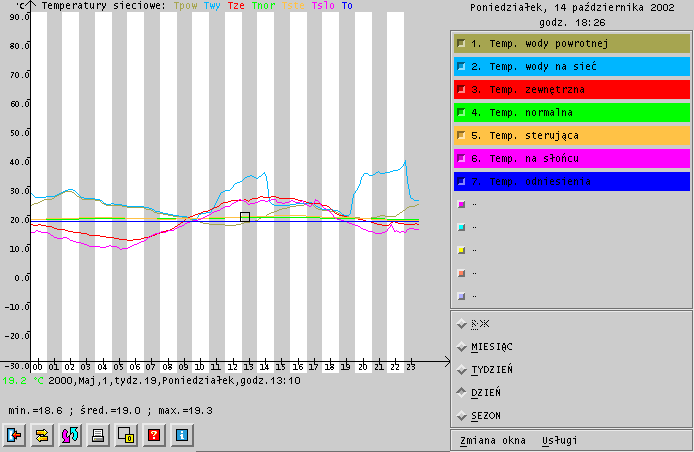 °C Temperatury sieciowe: Tpow Twy Tze Tnor Tslo To
Poniedziałek, 14 października 2002
godz. 18:26
90.0
80.0
70.0
60.0
50.0
40.0
30.0
20.0
10.0
0.0
-10.0
-20.0
-30.0
00 01 02 03 04 05 06 07 08 09 10 11 12 13 14 15 16 17 18 19 20 21 22 23
19.2 °C 2000,Maj,1,tydz.19,Poniedziałek,godz.13:10
min.=18.6 ; śred.=19.0 ; max.=19.3
1. Temp. wody powrotnej
2. Temp. wody na sieć
3. Temp. zewnętrzna
4. Temp. normalna
5. Temp. sterująca
6. Temp. na słońcu
7. Temp. odniesienia
-
-
-
-
-
ROK
MIESIĄC
TYDZIEŃ
DZIEŃ
SEZON
Zmiana okna Usługi